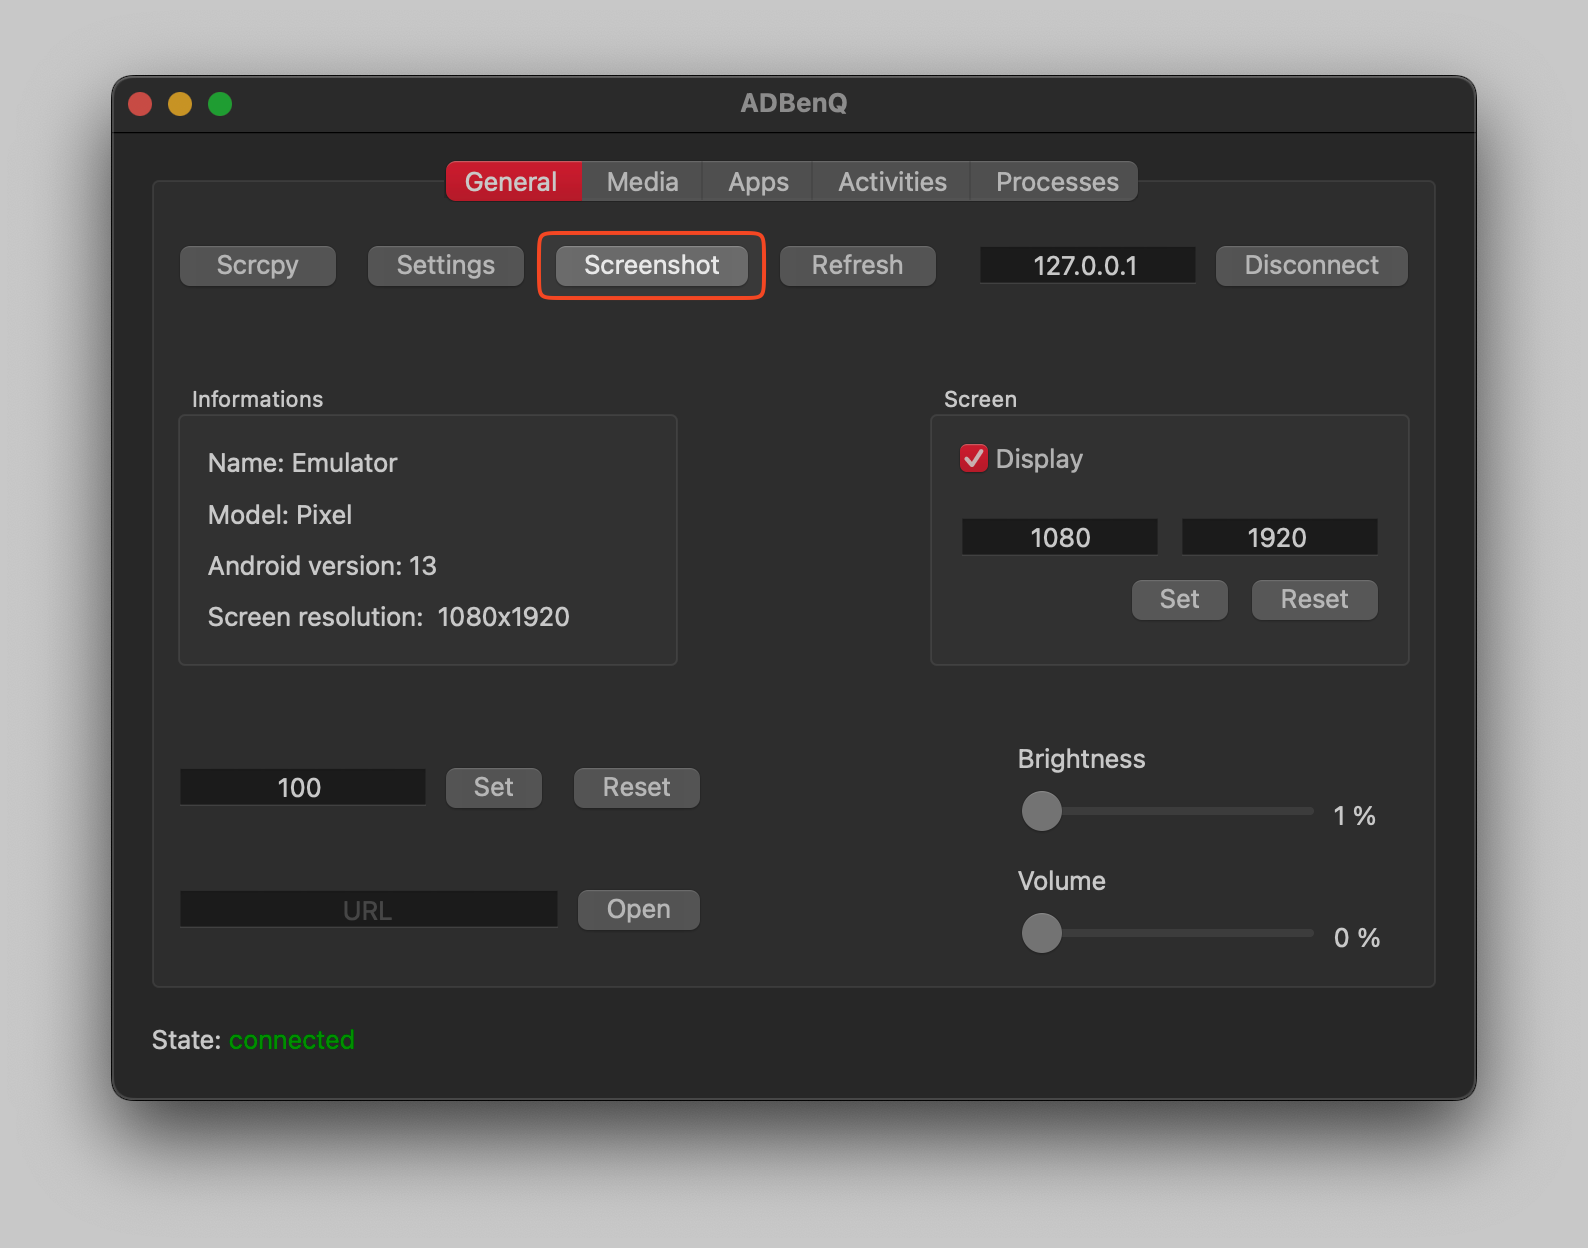 ADBenQ
General Media Apps Activities Processes
Scrcpy Settings Screenshot Refresh 127.0.0.1 Disconnect
Informations
Name: Emulator
Model: Pixel
Android version: 13
Screen resolution: 1080x1920
Screen
Display
1080 1920
Set Reset
100 Set Reset
URL Open
Brightness
1 %
Volume
0 %
State: connected